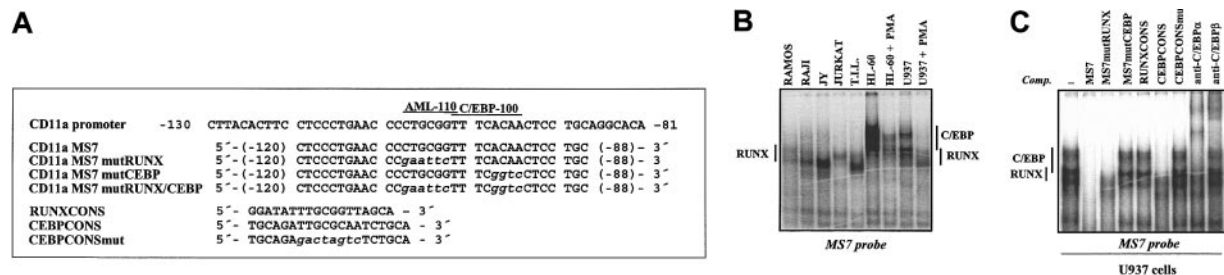 A
AML-110 C/EBP-100
CD11a promoter -130 CTTACACTTC CTCCCTGAAC CCCTGCGGTT TCACAACTCC TGCAGGCACA -81
CD11a MS7 5´-(-120) CTCCCTGAAC CCCTGCGGTT TCACAACTCC TGC (-88)- 3´
CD11a MS7 mutRUNX 5´-(-120) CTCCCTGAAC CCgaattcTT TCACAACTCC TGC (-88)- 3´
CD11a MS7 mutCEBP 5´-(-120) CTCCCTGAAC CCCTGCGGTT TCggtcCTCC TGC (-88)- 3´
CD11a MS7 mutRUNX/CEBP 5´-(-120) CTCCCTGAAC CCgaattcTT TCggtcCTCC TGC (-88)- 3´
RUNXCONS 5´- GGATATTTGCGGTTAGCA - 3´
CEBPCONS 5´- TGCAGATTGCGCAATCTGCA - 3´
CEBPCONSmut 5´- TGCAGAgactagtcTCTGCA - 3´
B
RAMOS
RAJI
JY
JURKAT
T.I.L.
HL-60
HL-60 + PMA
U937
U937 + PMA
C/EBP
RUNX
RUNX
MS7 probe
C
Comp.
–
MS7
MS7mutRUNX
MS7mutCEBP
RUNXCONS
CEBPCONS
CEBPCONSmu
anti-C/EBPα
anti-C/EBPβ
C/EBP
RUNX
MS7 probe
U937 cells